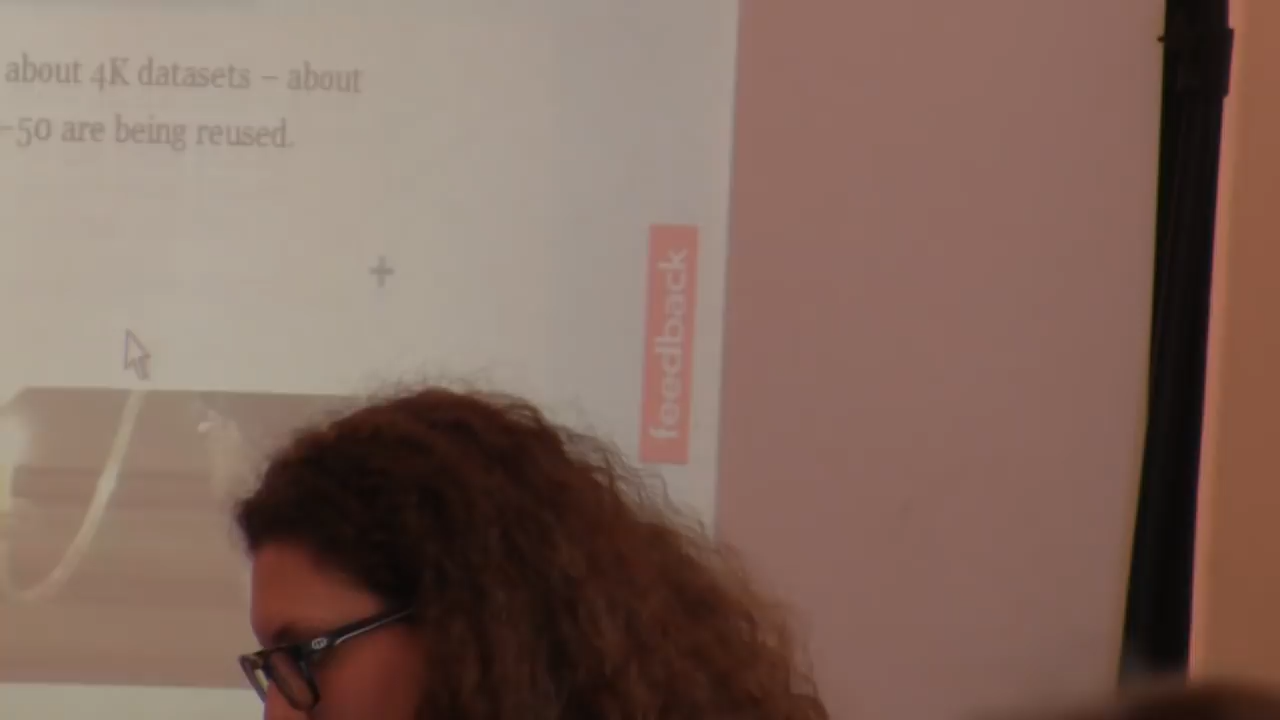 about 4K datasets – about
–50 are being reused.
feedback